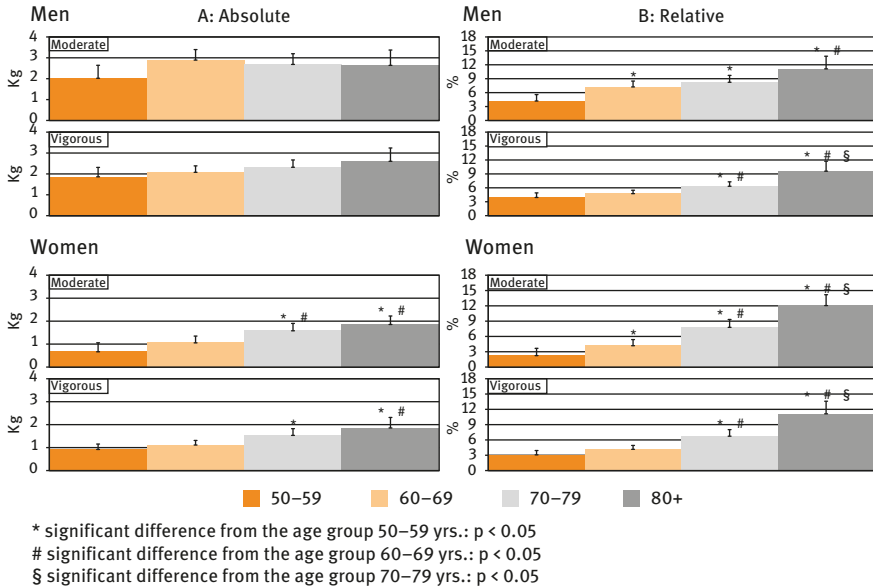 Men A: Absolute
Kg
4
3
2
1
0
Moderate
Kg
4
3
2
1
0
Vigorous
Women
Kg
4
3
2
1
0
Moderate
Kg
4
3
2
1
0
Vigorous
Men B: Relative
%
18
15
12
9
6
3
0
Moderate
*
*
* #
%
18
15
12
9
6
3
0
Vigorous
* #
* # §
Women
* #
* #
%
18
15
12
9
6
3
0
Moderate
*
* #
* # §
*
* #
%
18
15
12
9
6
3
0
Vigorous
* #
* # §
50–59 60–69 70–79 80+
* significant difference from the age group 50–59 yrs.: p < 0.05
# significant difference from the age group 60–69 yrs.: p < 0.05
§ significant difference from the age group 70–79 yrs.: p < 0.05